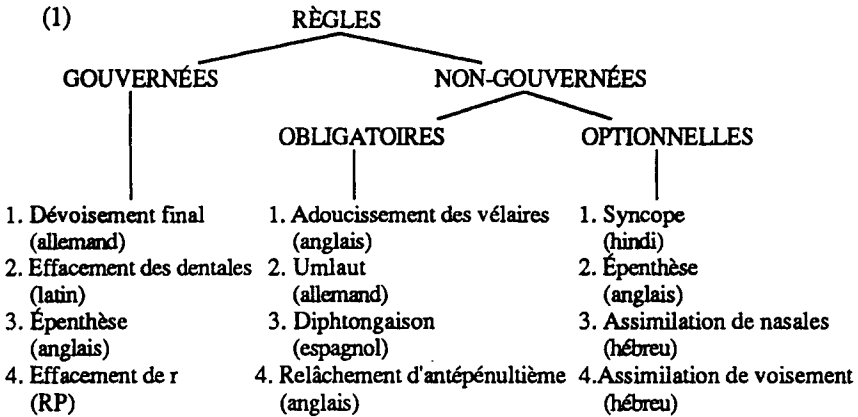 (1) RÈGLES
GOUVERNÉES NON-GOUVERNÉES
OBLIGATOIRES OPTIONNELLES
1. Dévoisement final 1. Adoucissement des vélaires 1. Syncope
(allemand) (anglais) (hindi)
2. Effacement des dentales 2. Umlaut 2. Épenthèse
(latin) (allemand) (anglais)
3. Épenthèse 3. Diphtongaison 3. Assimilation de nasales
(anglais) (espagnol) (hébreu)
4. Effacement de r 4. Relâchement d'antépénultième 4.Assimilation de voisement
(RP) (anglais) (hébreu)